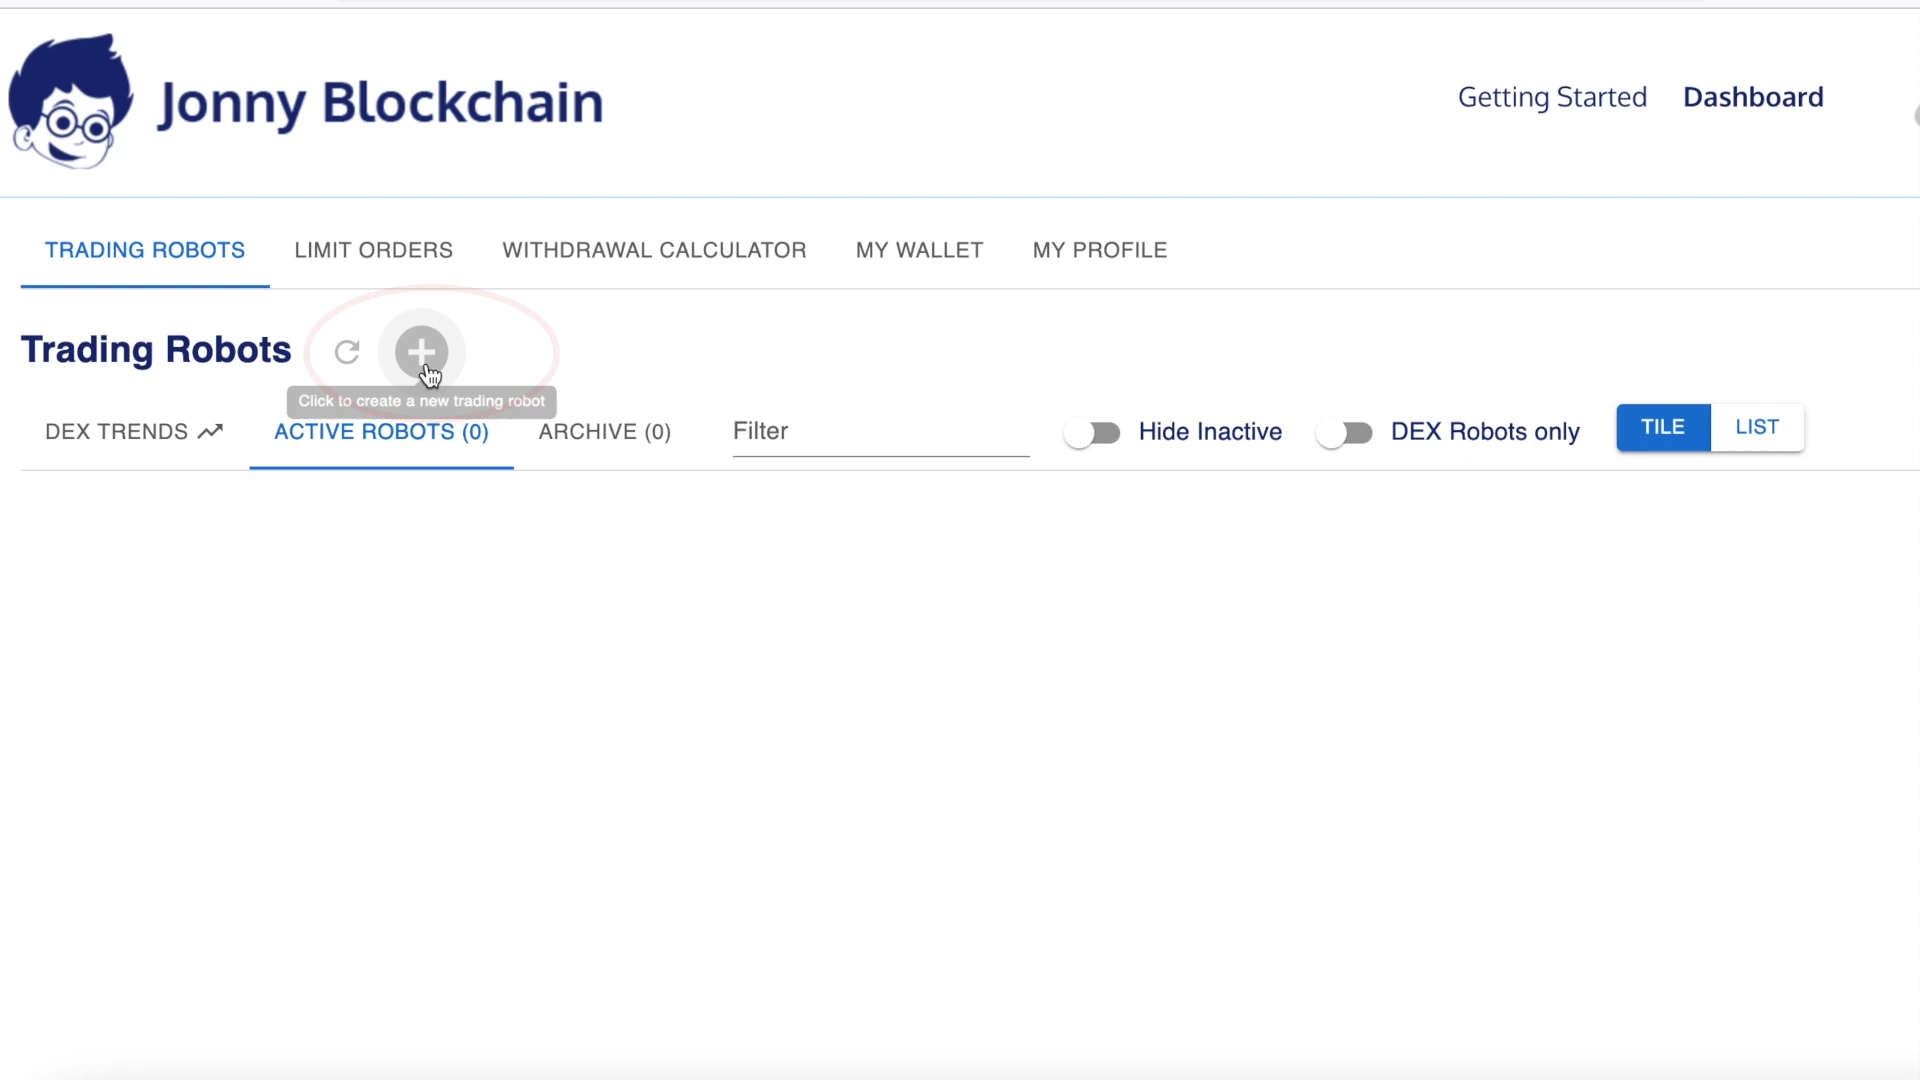 Jonny Blockchain
Getting Started Dashboard
TRADING ROBOTS LIMIT ORDERS WITHDRAWAL CALCULATOR MY WALLET MY PROFILE
Trading Robots
Click to create a new trading robot
DEX TRENDS ACTIVE ROBOTS (0) ARCHIVE (0) Filter Hide Inactive DEX Robots only TILE LIST